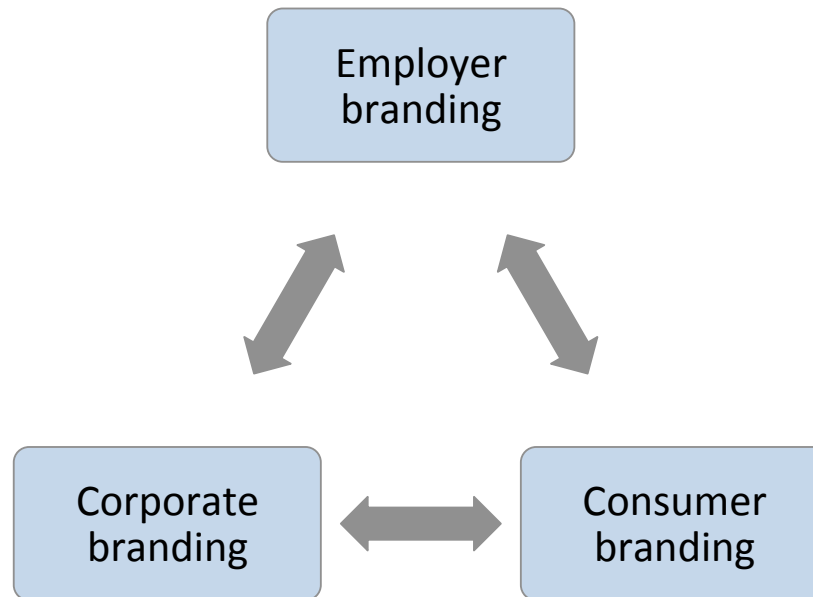 Employer
branding
Corporate
branding
Consumer
branding